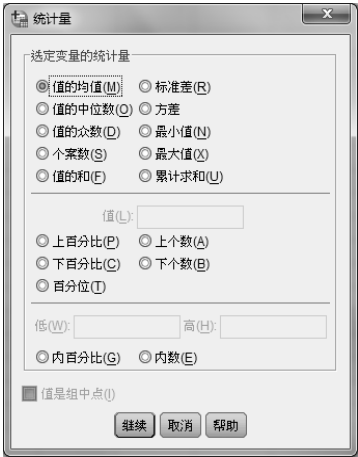 统计量
选定变量的统计量
值的均值(M) 标准差(R)
值的中位数(O) 方差
值的众数(D) 最小值(N)
个案数(S) 最大值(X)
值的和(F) 累计求和(U)
值(L):
上百分比(P) 上个数(A)
下百分比(C) 下个数(B)
百分位(T)
低(W): 高(H):
内百分比(G) 内数(E)
值是组中点(I)
继续 取消 帮助